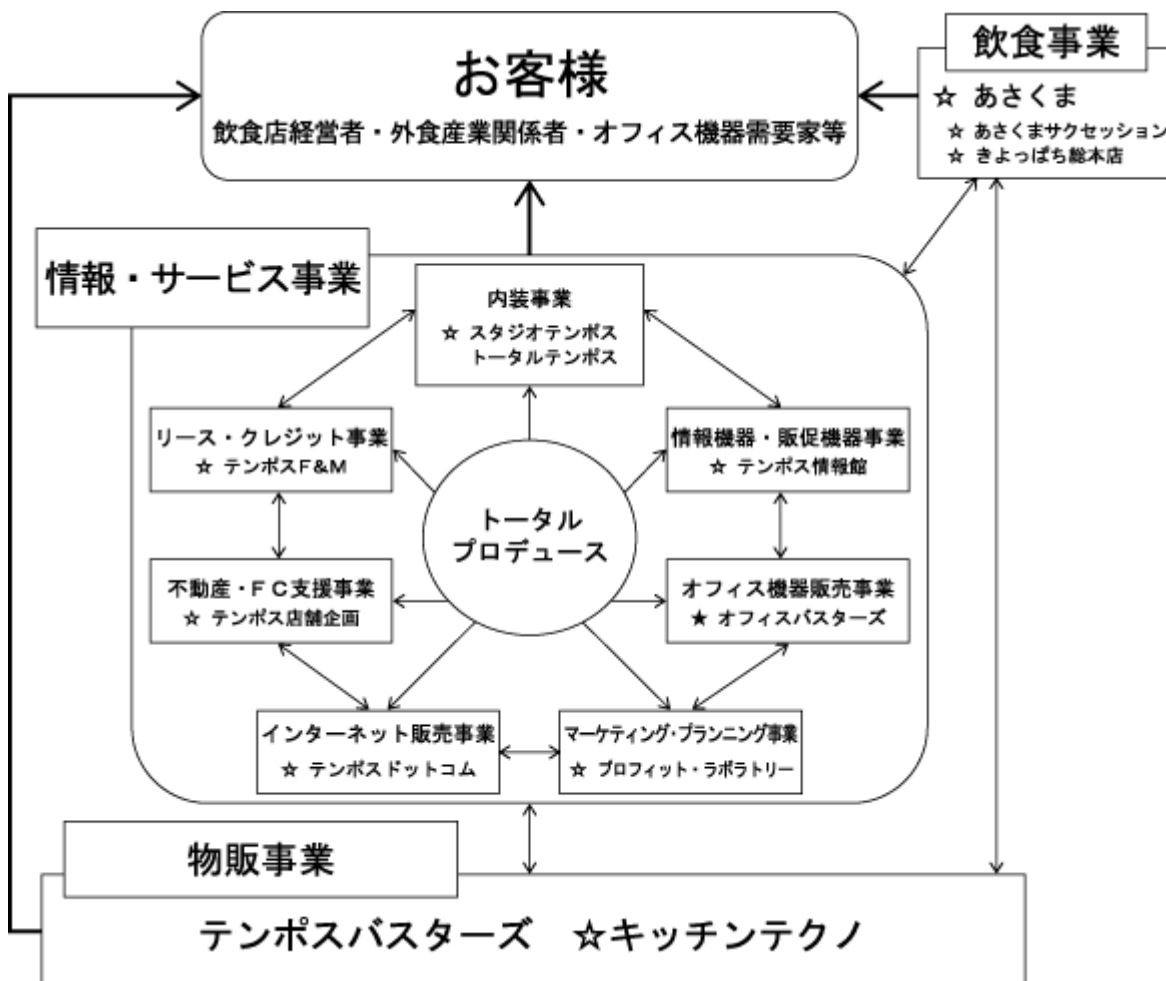 お客様
飲食店経営者・外食産業関係者・オフィス機器需要家等
飲食事業
☆ あさくま
☆ あさくまサクセッション
☆ きよっぱち総本店
情報・サービス事業
内装事業
☆ スタジオテンポス
トータルテンポス
リース・クレジット事業
☆ テンポスF&M
情報機器・販促機器事業
☆ テンポス情報館
トータル
プロデュース
不動産・FC支援事業
☆ テンポス店舗企画
オフィス機器販売事業
★ オフィスバスターズ
インターネット販売事業
☆ テンポスドットコム
マーケティング・プランニング事業
☆ プロフィット・ラボラトリー
物販事業
テンポスバスターズ ☆キッチンテクノ